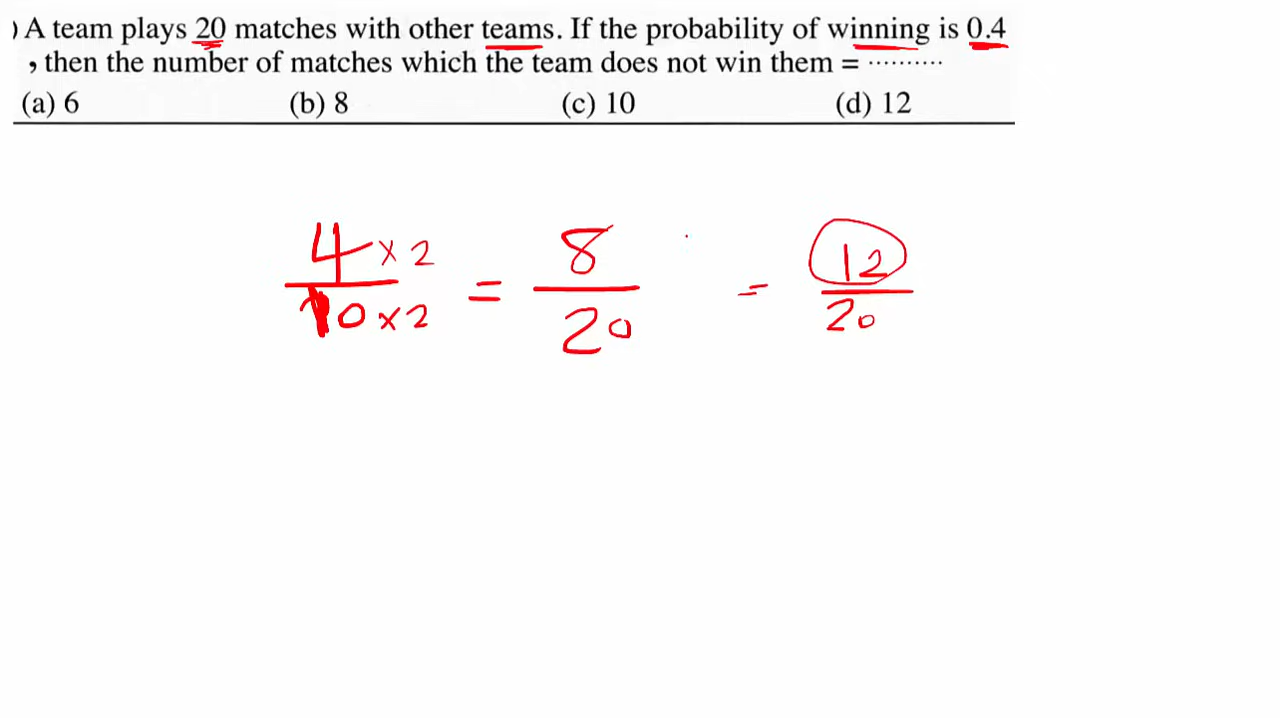 ) A team plays 20 matches with other teams. If the probability of winning is 0.4
, then the number of matches which the team does not win them = ..........
(a) 6 (b) 8 (c) 10 (d) 12
4 × 2 / 10 × 2 = 8 / 20 = 12 / 20